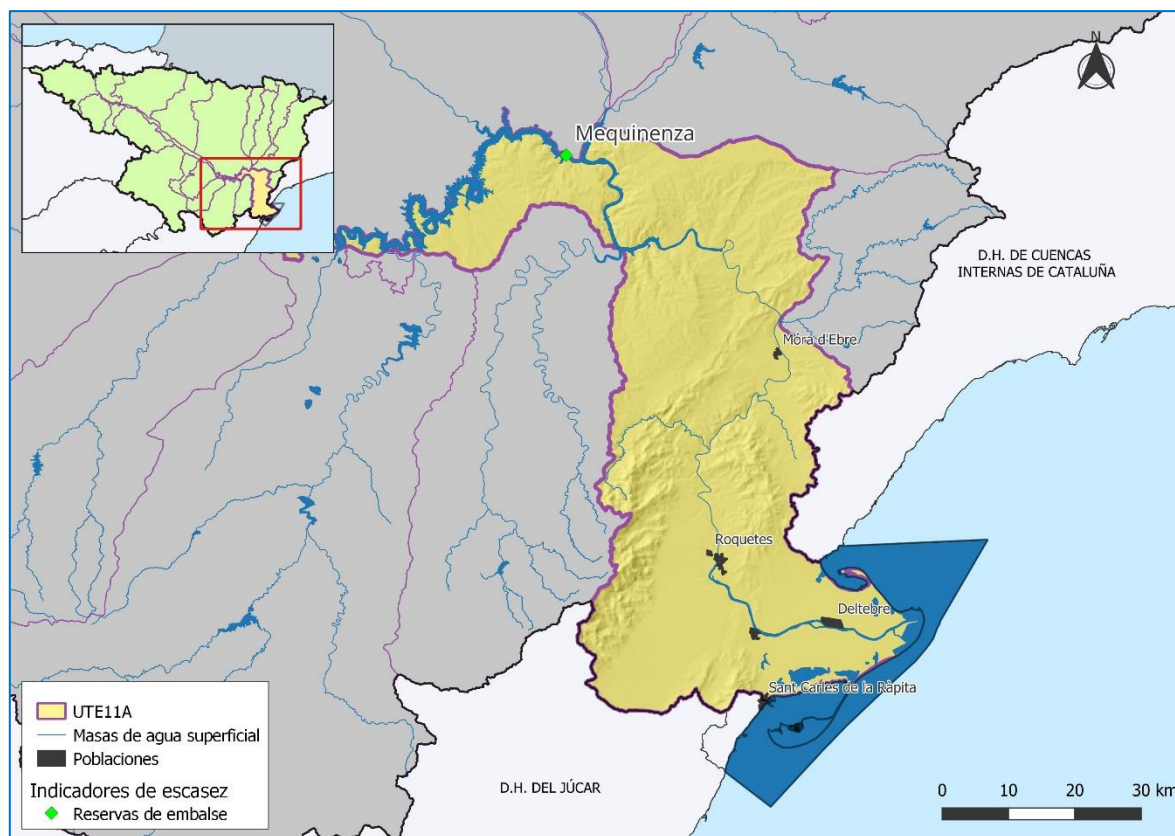 N
Mequinenza
D.H. DE CUENCAS
INTERNAS DE CATALUÑA
Móra d'Ebre
Roquetes
Deltebre
Sant Carles de la Ràpita
D.H. DEL JÚCAR
UTE11A
Masas de agua superficial
Poblaciones
Indicadores de escasez
Reservas de embalse
0 10 20 30 km